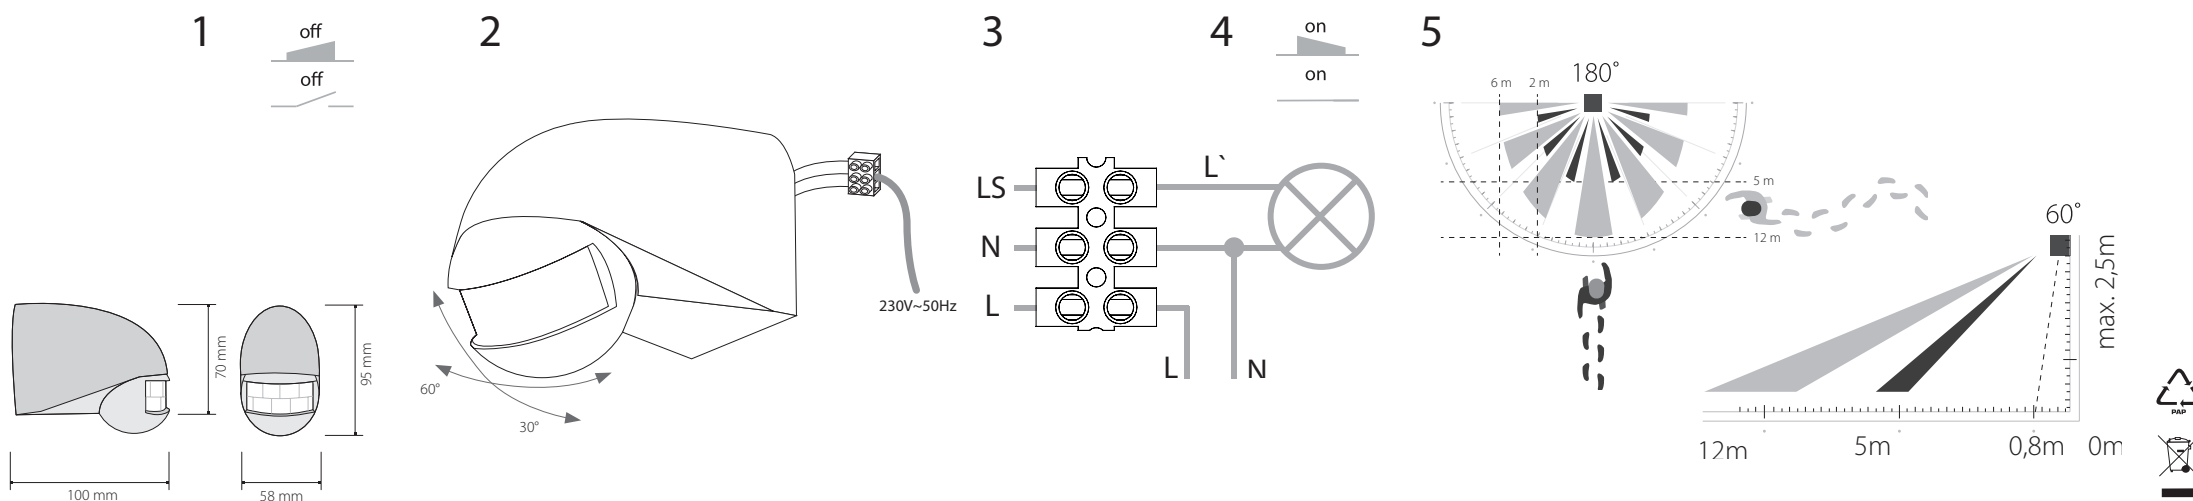 1
off
off
70 mm
95 mm
100 mm
58 mm
2
230V~50Hz
60°
30°
3
LS
N
L
L`
L
N
4
on
on
5
180˚
6 m
2 m
5 m
12 m
60˚
max. 2,5m
12m
5m
0,8m
0m
PAP